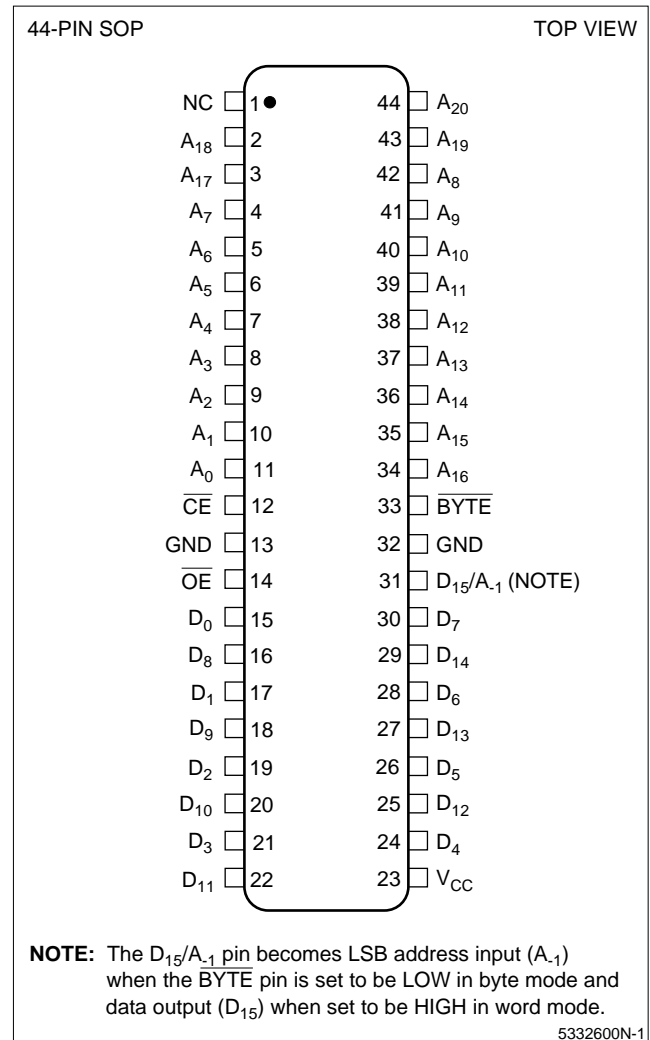 44-PIN SOP TOP VIEW
NC 1 44 A20
A18 2 43 A19
A17 3 42 A8
A7 4 41 A9
A6 5 40 A10
A5 6 39 A11
A4 7 38 A12
A3 8 37 A13
A2 9 36 A14
A1 10 35 A15
A0 11 34 A16
CE 12 33 BYTE
GND 13 32 GND
OE 14 31 D15/A-1 (NOTE)
D0 15 30 D7
D8 16 29 D14
D1 17 28 D6
D9 18 27 D13
D2 19 26 D5
D10 20 25 D12
D3 21 24 D4
D11 22 23 VCC
NOTE: The D15/A-1 pin becomes LSB address input (A-1)
when the BYTE pin is set to be LOW in byte mode and
data output (D15) when set to be HIGH in word mode.
5332600N-1